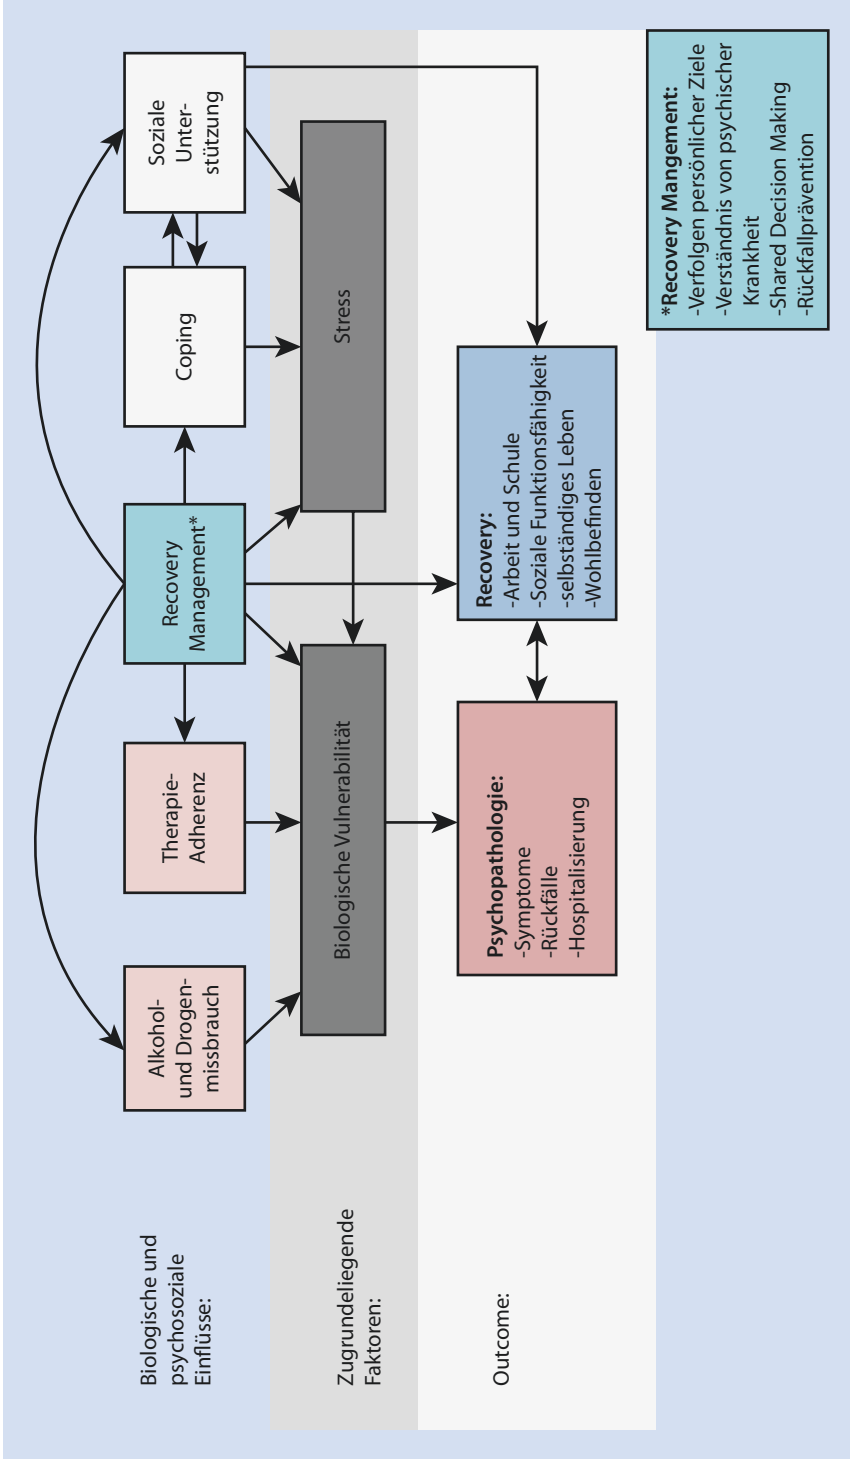 Biologische und
psychosoziale
Einflüsse:
Alkohol-
und Drogen-
missbrauch
Therapie-
Adherenz
Recovery
Management*
Coping
Soziale
Unter-
stützung
Zugrundeliegende
Faktoren:
Biologische Vulnerabilität
Stress
Outcome:
Psychopathologie:
-Symptome
-Rückfälle
-Hospitalisierung
Recovery:
-Arbeit und Schule
-Soziale Funktionsfähigkeit
-selbständiges Leben
-Wohlbefinden
*Recovery Mangement:
-Verfolgen persönlicher Ziele
-Verständnis von psychischer
Krankheit
-Shared Decision Making
-Rückfallprävention